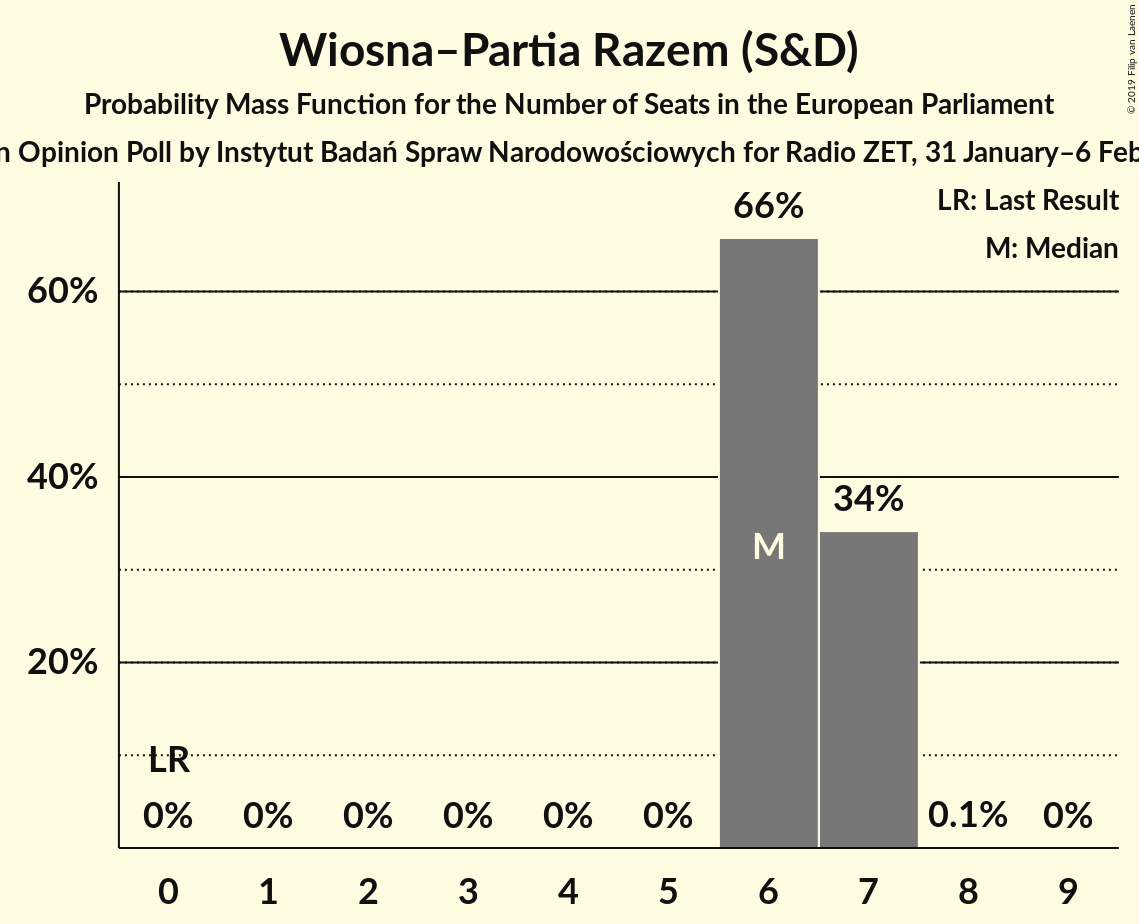 Wiosna–Partia Razem (S&D)
Probability Mass Function for the Number of Seats in the European Parliament
Opinion Poll by Instytut Badań Spraw Narodowościowych for Radio ZET, 31 January–6
© 2019 Filip van Laenen
LR: Last Result
M: Median
66%
60%
40%
34%
M
20%
LR
0% 0% 0% 0% 0% 0% 0.1% 0%
0 1 2 3 4 5 6 7 8 9